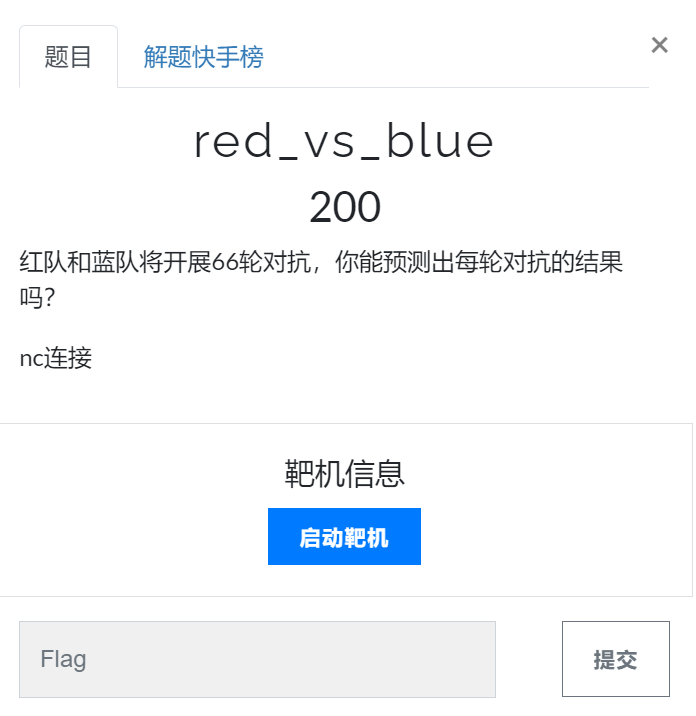 题目 解题快手榜 ×
red_vs_blue
200
红队和蓝队将开展66轮对抗，你能预测出每轮对抗的结果
吗？
nc连接
靶机信息
启动靶机
Flag 提交